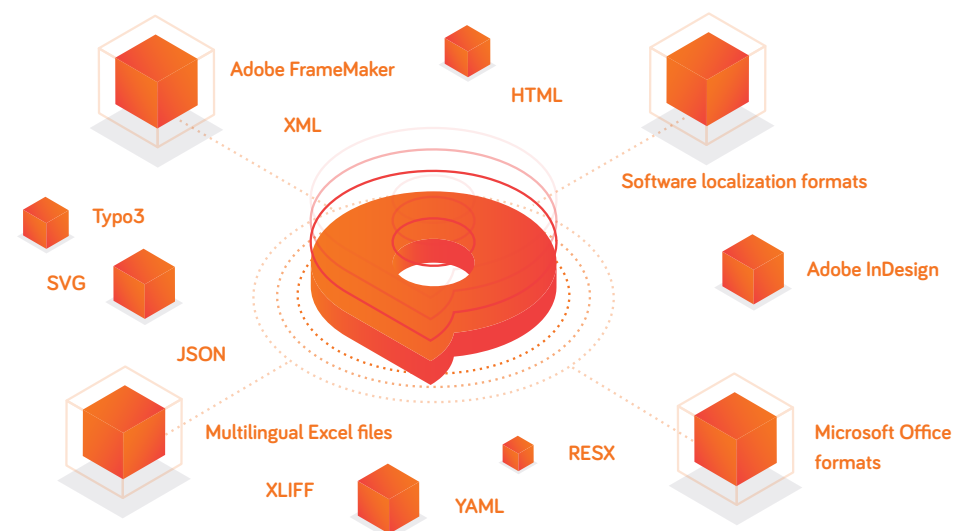 Adobe FrameMaker
HTML
XML
Software localization formats
Typo3
Adobe InDesign
SVG
JSON
Multilingual Excel files
Microsoft Office
formats
RESX
XLIFF
YAML